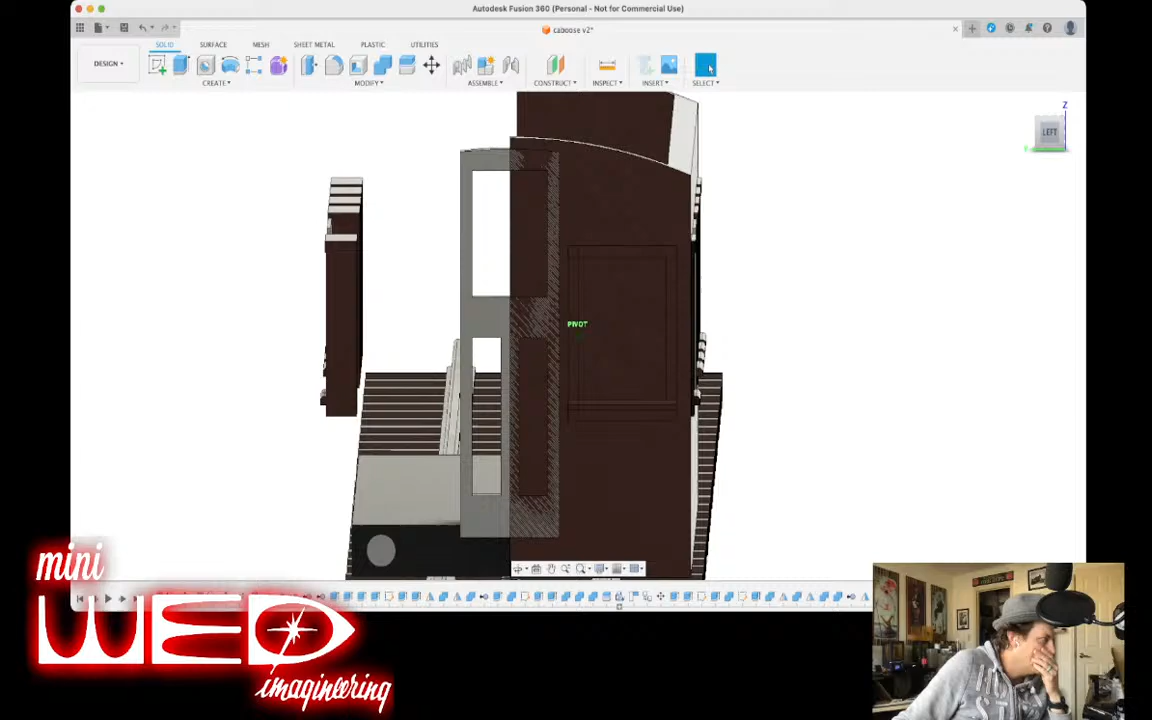 Autodesk Fusion 360 (Personal - Not for Commercial Use)
caboose v2*
SOLID SURFACE MESH SHEET METAL PLASTIC UTILITIES
DESIGN
CREATE MODIFY ASSEMBLE CONSTRUCT INSPECT INSERT SELECT
Z
LEFT
PIVOT
mini
WED
imagineering